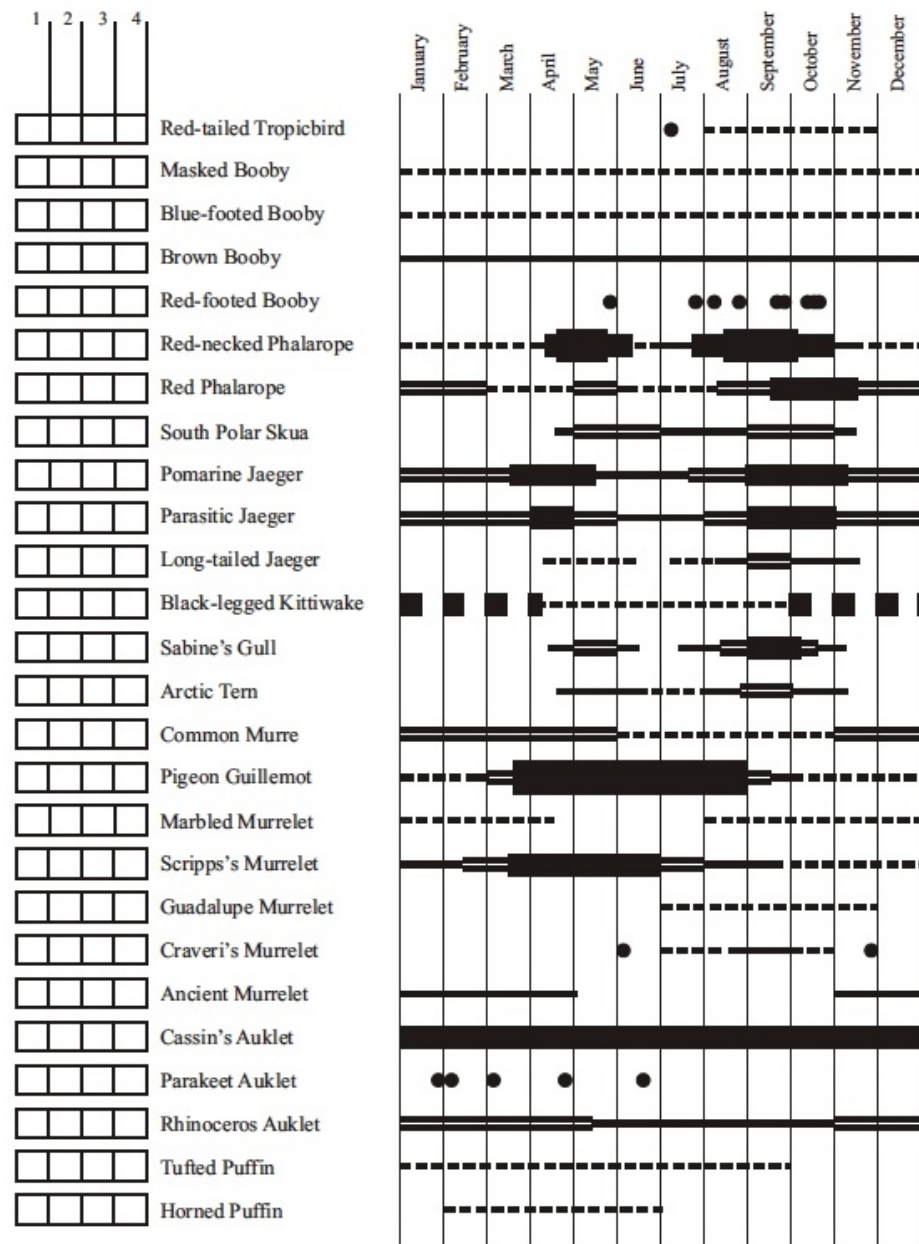 1 2 3 4
January February March April May June July August September October November December
Red-tailed Tropicbird
Masked Booby
Blue-footed Booby
Brown Booby
Red-footed Booby
Red-necked Phalarope
Red Phalarope
South Polar Skua
Pomarine Jaeger
Parasitic Jaeger
Long-tailed Jaeger
Black-legged Kittiwake
Sabine's Gull
Arctic Tern
Common Murre
Pigeon Guillemot
Marbled Murrelet
Scripps's Murrelet
Guadalupe Murrelet
Craveri's Murrelet
Ancient Murrelet
Cassin's Auklet
Parakeet Auklet
Rhinoceros Auklet
Tufted Puffin
Horned Puffin